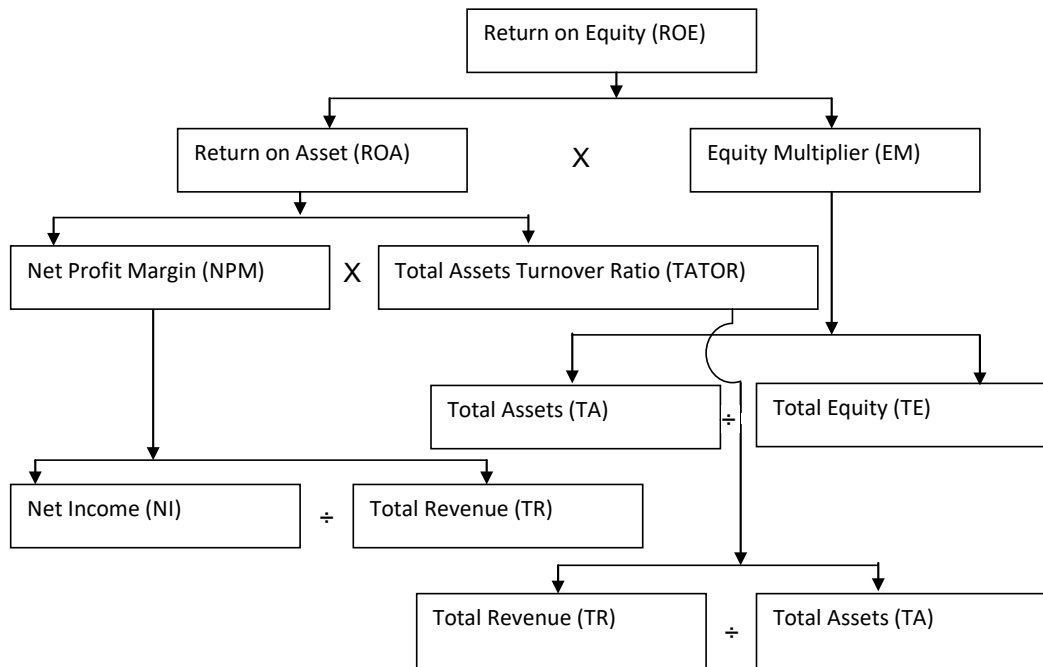 Return on Equity (ROE)
Return on Asset (ROA)
X
Equity Multiplier (EM)
Net Profit Margin (NPM)
X
Total Assets Turnover Ratio (TATOR)
Total Assets (TA)
÷
Total Equity (TE)
Net Income (NI)
÷
Total Revenue (TR)
Total Revenue (TR)
÷
Total Assets (TA)